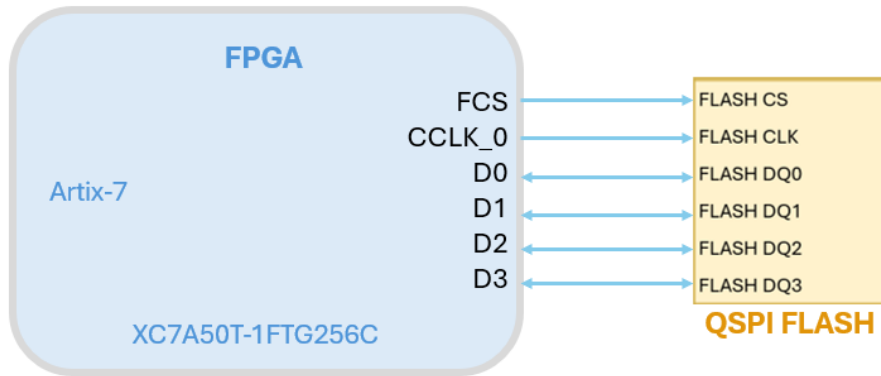 FPGA
FCS
FLASH CS
CCLK_0
FLASH CLK
D0
FLASH DQ0
Artix-7
D1
FLASH DQ1
D2
FLASH DQ2
D3
FLASH DQ3
XC7A50T-1FTG256C
QSPI FLASH